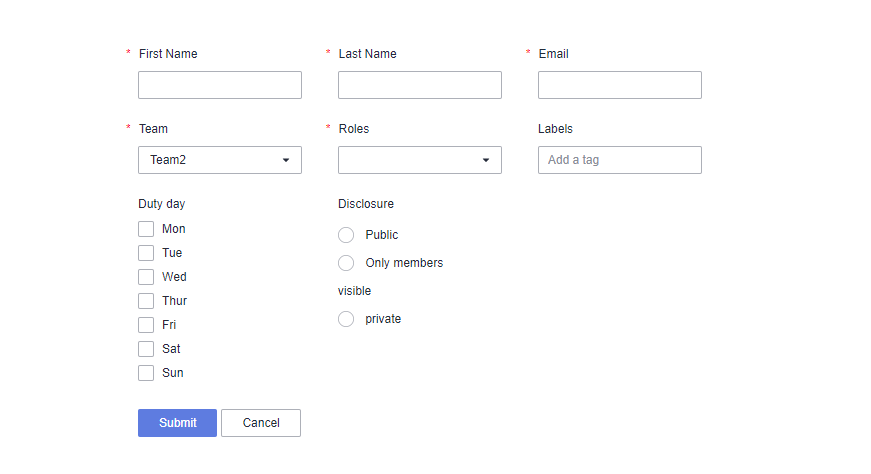 * First Name
* Last Name
* Email
* Team
* Roles
Labels
Team2
Add a tag
Duty day
Mon
Tue
Wed
Thur
Fri
Sat
Sun
Disclosure
Public
Only members
visible
private
Submit
Cancel